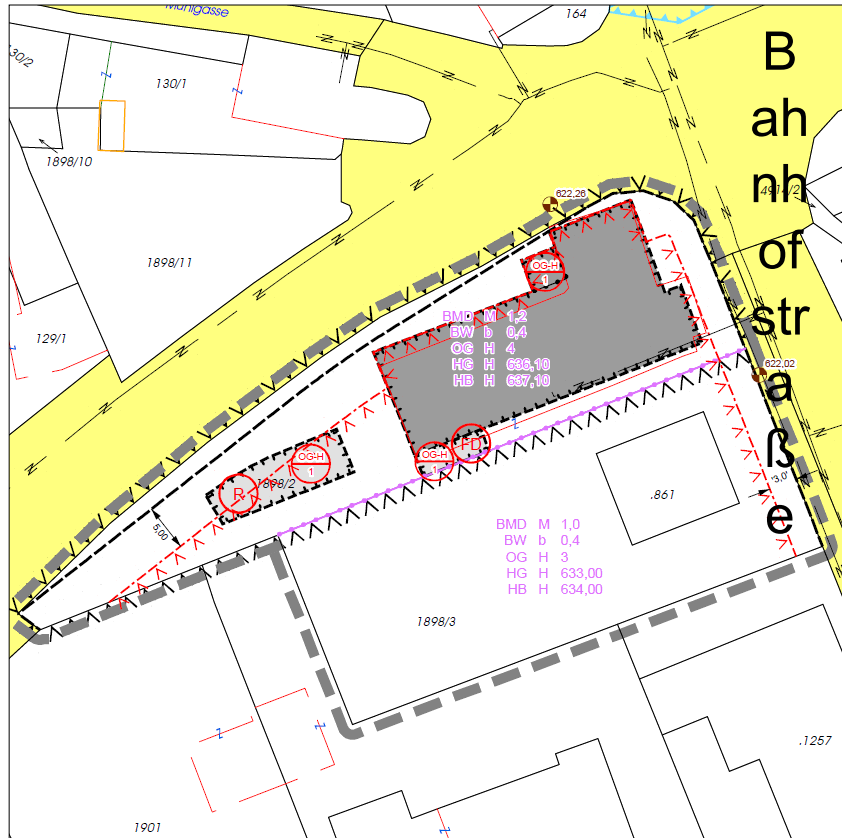 Mühlgasse
164
130/2
130/1
1898/10
622,26
1898/11
OG-H
1
BMD M 1,2
BW b 0,4
OG H 4
HG H 636,10
HB H 637,10
129/1
622,02
B
ah
nh
of
str
a
ß
e
OG-H
1
OG-H
1
FD
R
1898/2
.861
3,0
5,00
BMD M 1,0
BW b 0,4
OG H 3
HG H 633,00
HB H 634,00
1898/3
.1257
1901